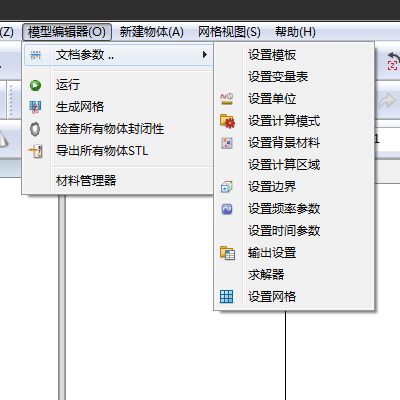 (Z) 模型编辑器(O) 新建物体(A) 网格视图(S) 帮助(H)
文档参数 ..
运行
生成网格
检查所有物体封闭性
导出所有物体STL
材料管理器
设置模板
设置变量表
设置单位
设置计算模式
设置背景材料
设置计算区域
设置边界
设置频率参数
设置时间参数
输出设置
求解器
设置网格
1